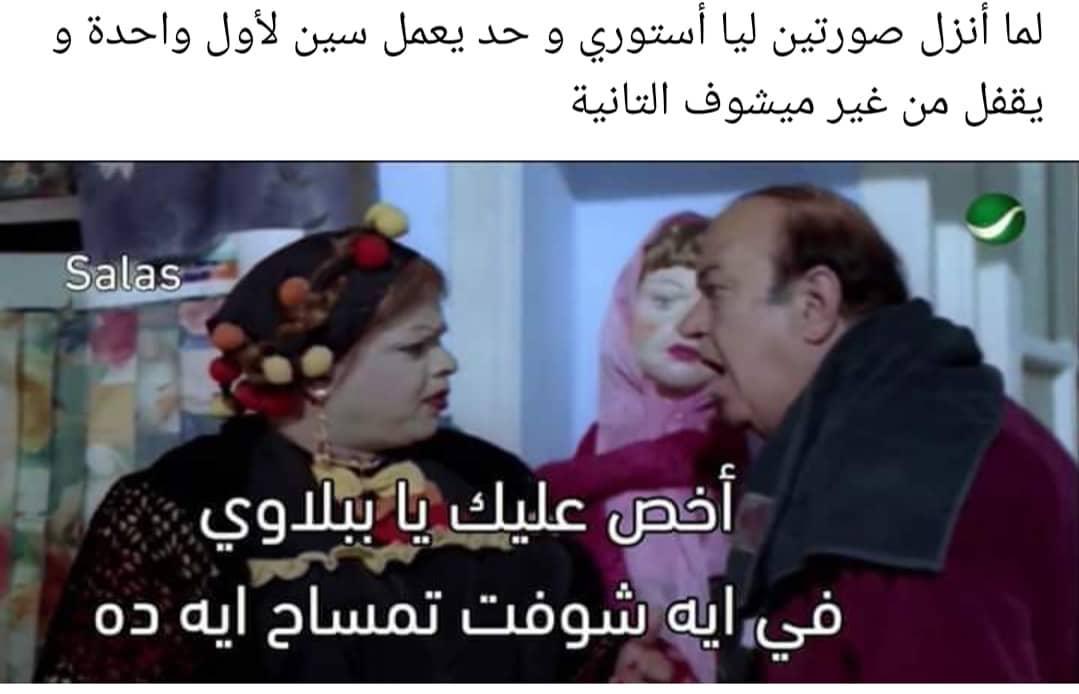 لما أنزل صورتين ليا أستوري و حد يعمل سين لأول واحدة و
يقفل من غير ميشوف التانية
Salas
أخص عليك يا ببلاوي
في ايه شوفت تمساح ايه ده